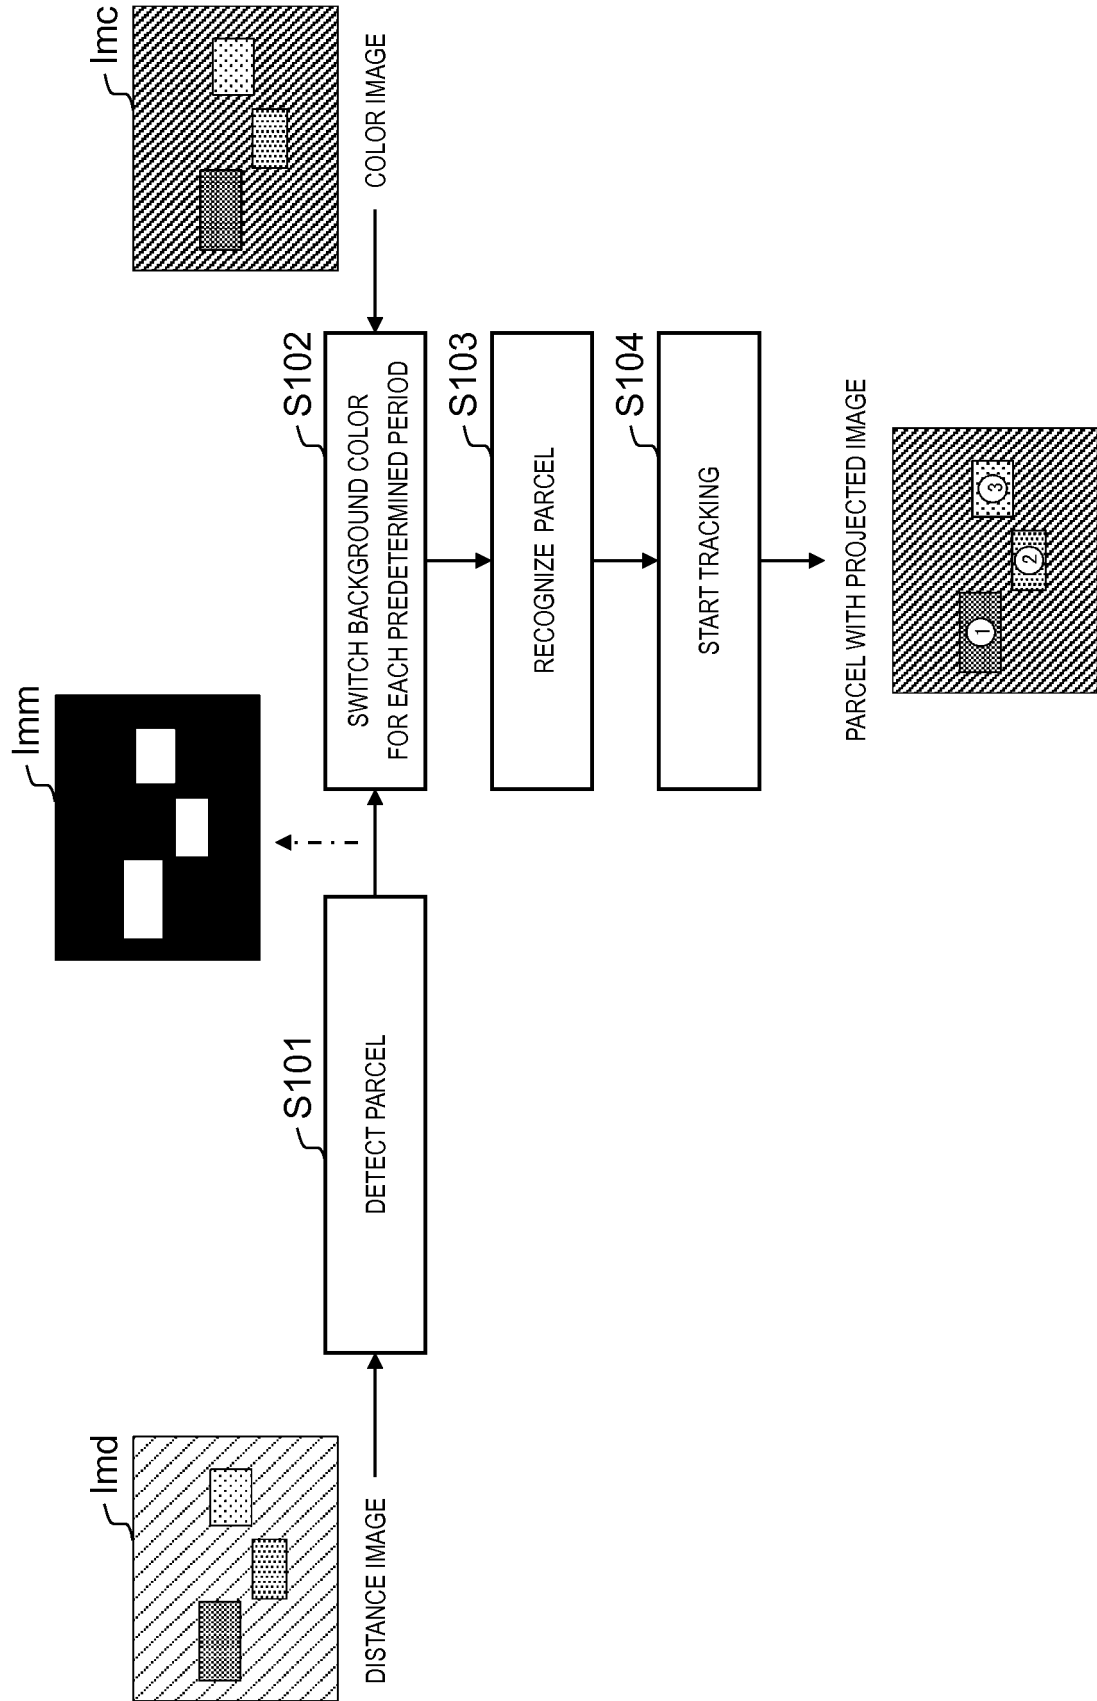 Imd
DISTANCE IMAGE
S101
DETECT PARCEL
Imm
S102
SWITCH BACKGROUND COLOR
FOR EACH PREDETERMINED PERIOD
Imc
COLOR IMAGE
S103
RECOGNIZE PARCEL
S104
START TRACKING
PARCEL WITH PROJECTED IMAGE
1
2
3